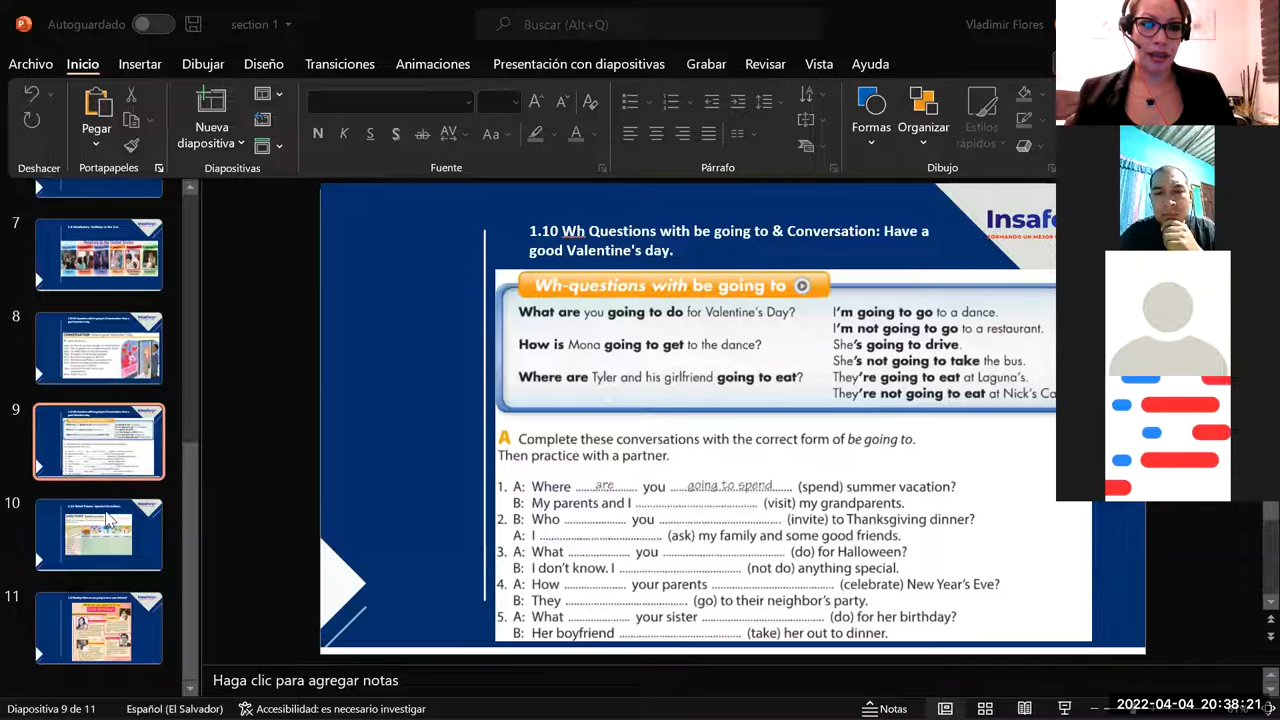 Autoguardado
section 1
Buscar (Alt+Q)
Vladimir Flores
Archivo Inicio Insertar Dibujar Diseño Transiciones Animaciones Presentación con diapositivas Grabar Revisar Vista Ayuda
Pegar
Nueva diapositiva
N K S S ab AV Aa A
Formas Organizar Estilos rápidos
Deshacer Portapapeles Diapositivas Fuente Párrafo Dibujo
7
8
9
10
11
1.10 Wh Questions with be going to & Conversation: Have a
good Valentine's day.
Insafo
FORMANDO UN MEJOR
Wh-questions with be going to
What are you going to do for Valentine's Day? I'm going to go to a dance.
I'm not going to go to a restaurant.
How is Mona going to get to the dance? She's going to drive.
She's not going to take the bus.
Where are Tyler and his girlfriend going to eat? They're going to eat at Laguna's.
They're not going to eat at Nick's Ca
Complete these conversations with the correct form of be going to.
Then practice with a partner.
1. A: Where ....are.... you ....going to spend.... (spend) summer vacation?
B: My parents and I .................... (visit) my grandparents.
2. B: Who ............ you .................... (invite) to Thanksgiving dinner?
A: I .................... (ask) my family and some good friends.
3. A: What ............ you .................... (do) for Halloween?
B: I don't know. I .................... (not do) anything special.
4. A: How ............ your parents .................... (celebrate) New Year's Eve?
B: They .................... (go) to their neighbor's party.
5. A: What ............ your sister .................... (do) for her birthday?
B: Her boyfriend .................... (take) her out to dinner.
Haga clic para agregar notas
Diapositiva 9 de 11 Español (El Salvador) Accesibilidad: es necesario investigar Notas
2022-04-04 20:38:21